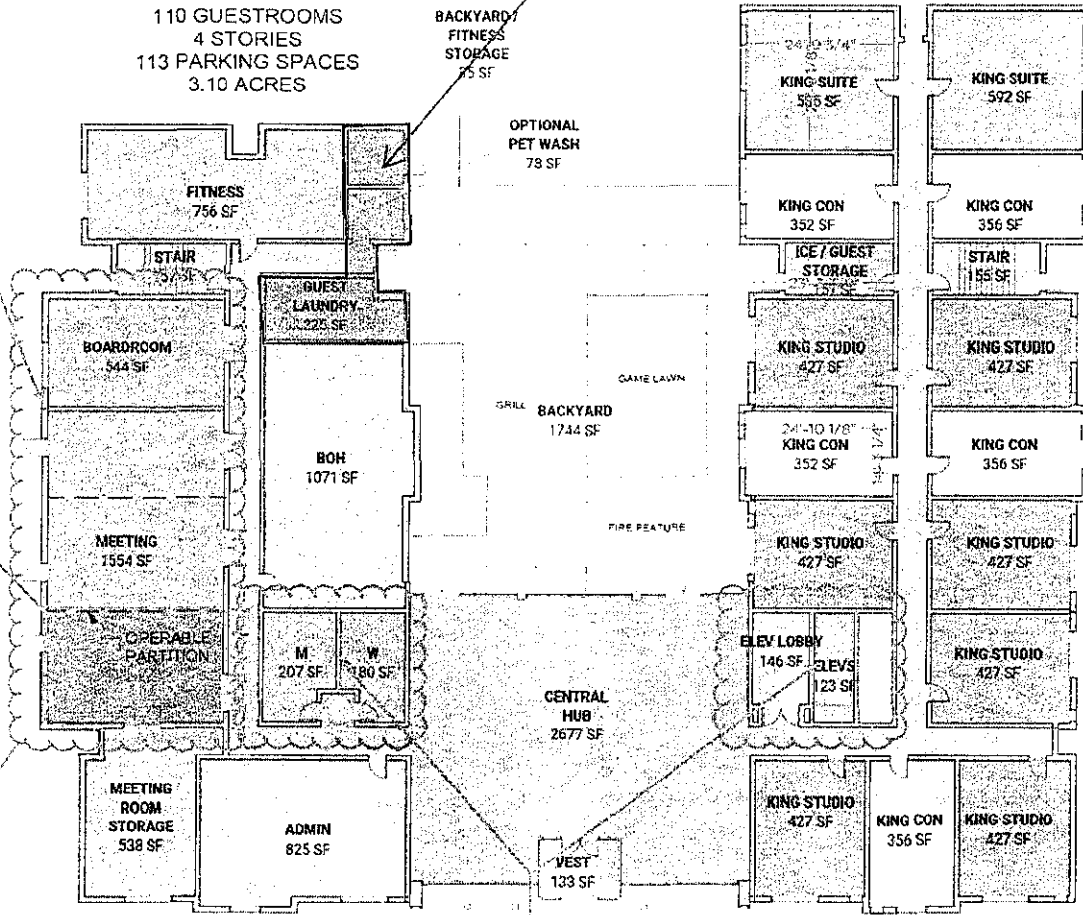 110 GUESTROOMS
4 STORIES
113 PARKING SPACES
3.10 ACRES
BACKYARD /
FITNESS
STORAGE
85 SF
OPTIONAL
PET WASH
78 SF
FITNESS
756 SF
STAIR
GUEST
LAUNDRY
225 SF
BOARDROOM
544 SF
BOH
1071 SF
MEETING
1554 SF
OPERABLE
PARTITION
M
207 SF
W
180 SF
MEETING
ROOM
STORAGE
538 SF
ADMIN
825 SF
GAME LAWN
GRILL
BACKYARD
1744 SF
FIRE FEATURE
CENTRAL
HUB
2677 SF
VEST
133 SF
KING SUITE
KING SUITE
592 SF
KING CON
352 SF
KING CON
356 SF
ICE / GUEST
STORAGE
STAIR
155 SF
KING STUDIO
427 SF
KING STUDIO
427 SF
24'-10 1/8"
KING CON
352 SF
KING CON
356 SF
KING STUDIO
427 SF
KING STUDIO
427 SF
ELEV LOBBY
146 SF
ELEVS
123 SF
KING STUDIO
427 SF
KING STUDIO
427 SF
KING CON
356 SF
KING STUDIO
427 SF